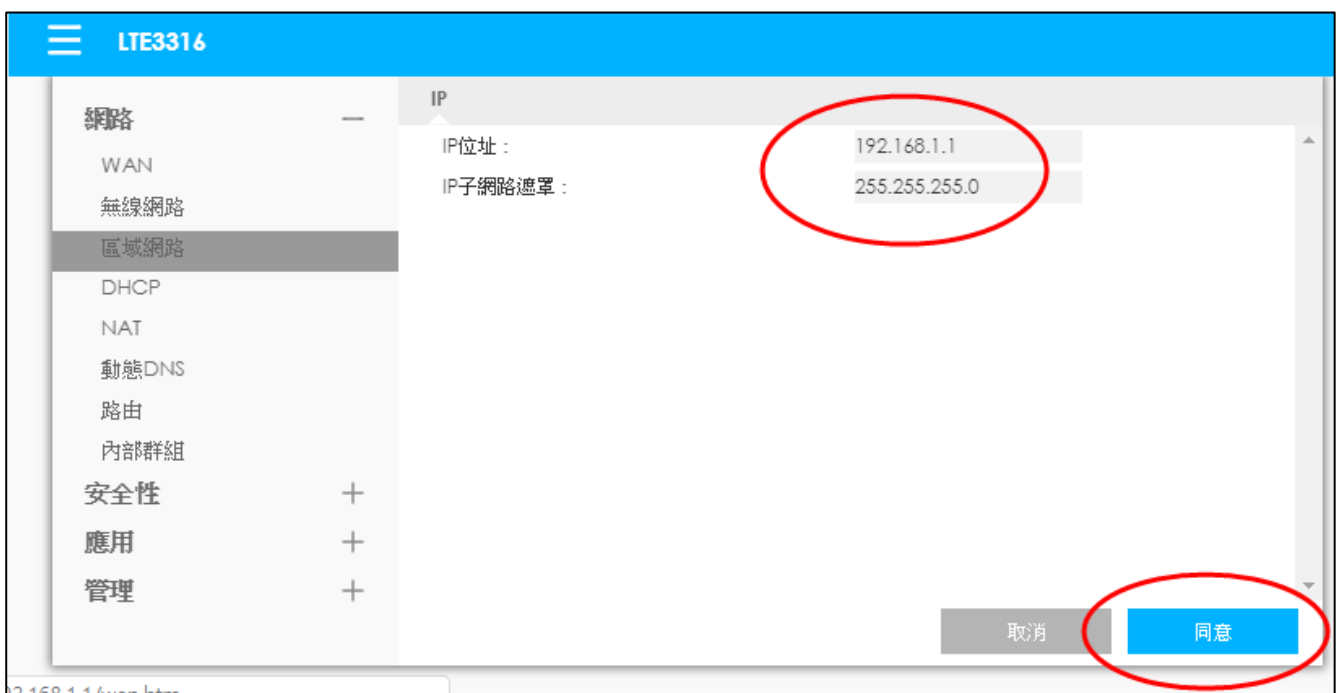 LTE3316
網路
WAN
無線網路
區域網路
DHCP
NAT
動態DNS
路由
內部群組
安全性
應用
管理
IP
IP位址：
192.168.1.1
IP子網路遮罩：
255.255.255.0
取消
同意